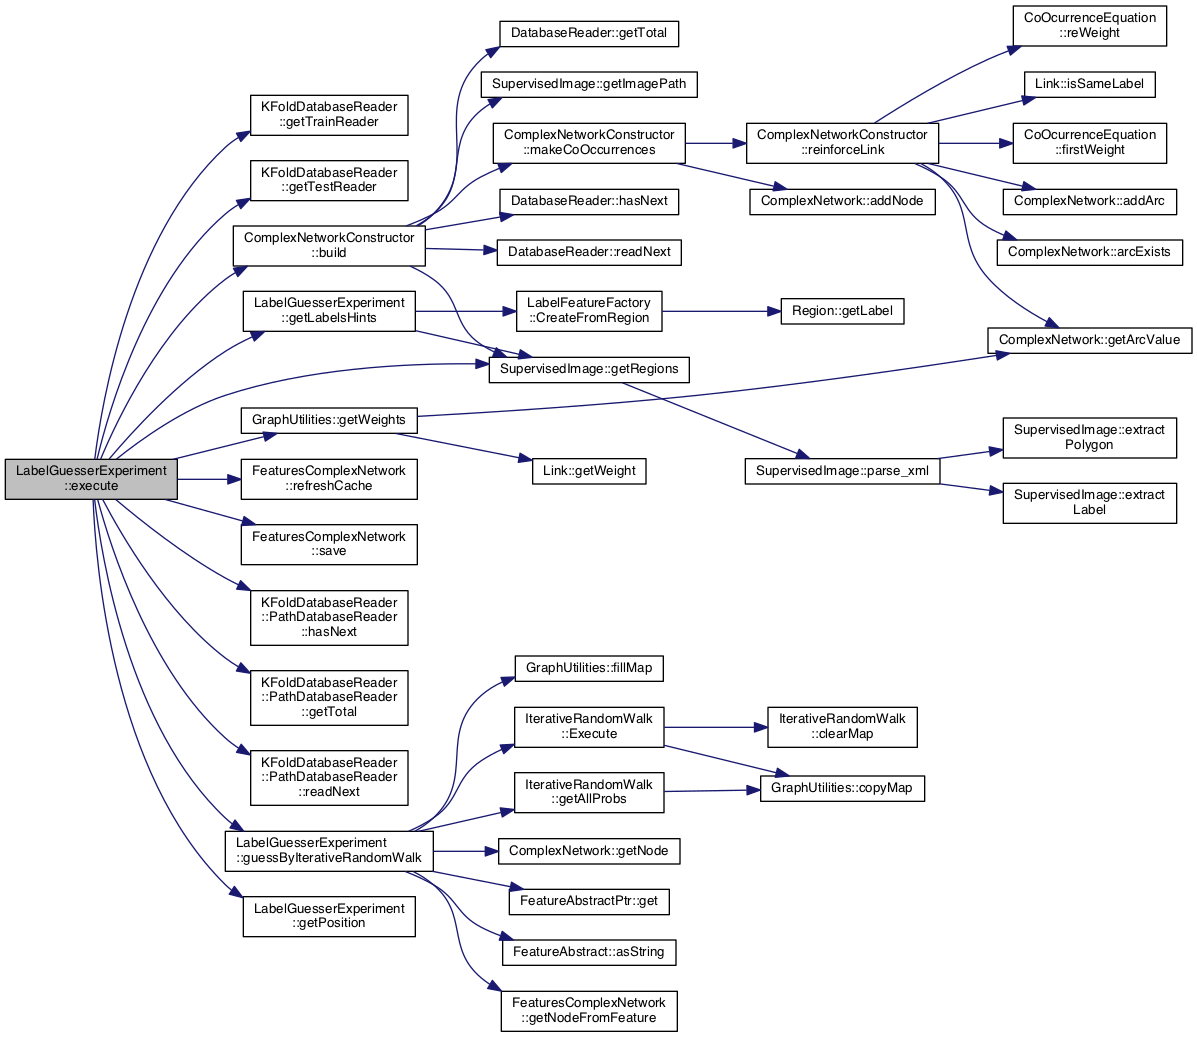 LabelGuesserExperiment
::execute
KFoldDatabaseReader
::getTrainReader
KFoldDatabaseReader
::getTestReader
ComplexNetworkConstructor
::build
LabelGuesserExperiment
::getLabelsHints
GraphUtilities::getWeights
FeaturesComplexNetwork
::refreshCache
FeaturesComplexNetwork
::save
KFoldDatabaseReader
::PathDatabaseReader
::hasNext
KFoldDatabaseReader
::PathDatabaseReader
::getTotal
KFoldDatabaseReader
::PathDatabaseReader
::readNext
LabelGuesserExperiment
::guessByIterativeRandomWalk
LabelGuesserExperiment
::getPosition
DatabaseReader::getTotal
SupervisedImage::getImagePath
ComplexNetworkConstructor
::makeCoOccurrences
DatabaseReader::hasNext
DatabaseReader::readNext
LabelFeatureFactory
::CreateFromRegion
SupervisedImage::getRegions
Link::getWeight
GraphUtilities::fillMap
IterativeRandomWalk
::Execute
IterativeRandomWalk
::getAllProbs
ComplexNetwork::getNode
FeatureAbstractPtr::get
FeatureAbstract::asString
FeaturesComplexNetwork
::getNodeFromFeature
ComplexNetworkConstructor
::reinforceLink
ComplexNetwork::addNode
Region::getLabel
SupervisedImage::parse_xml
IterativeRandomWalk
::clearMap
GraphUtilities::copyMap
CoOcurrenceEquation
::reWeight
Link::isSameLabel
CoOcurrenceEquation
::firstWeight
ComplexNetwork::addArc
ComplexNetwork::arcExists
ComplexNetwork::getArcValue
SupervisedImage::extract
Polygon
SupervisedImage::extract
Label